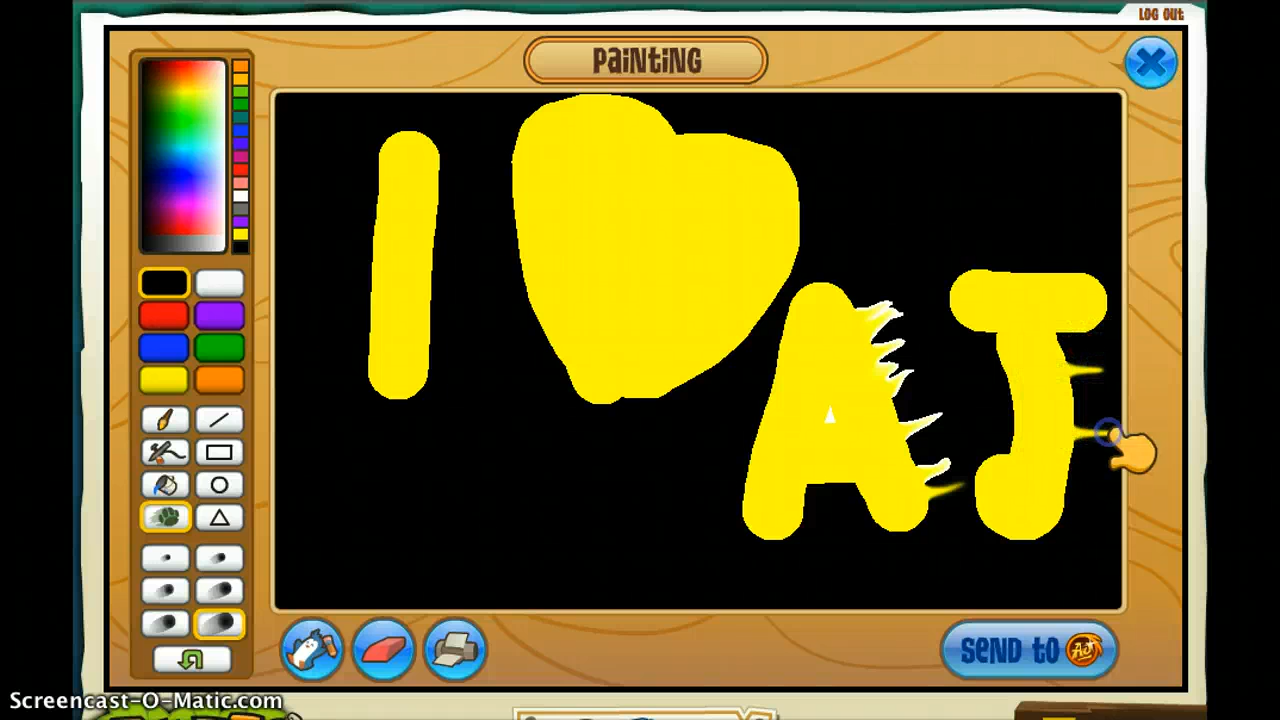 LOG OUT
PAINTING
I
AJ
SEND TO AJ
Screencast-O-Matic.com